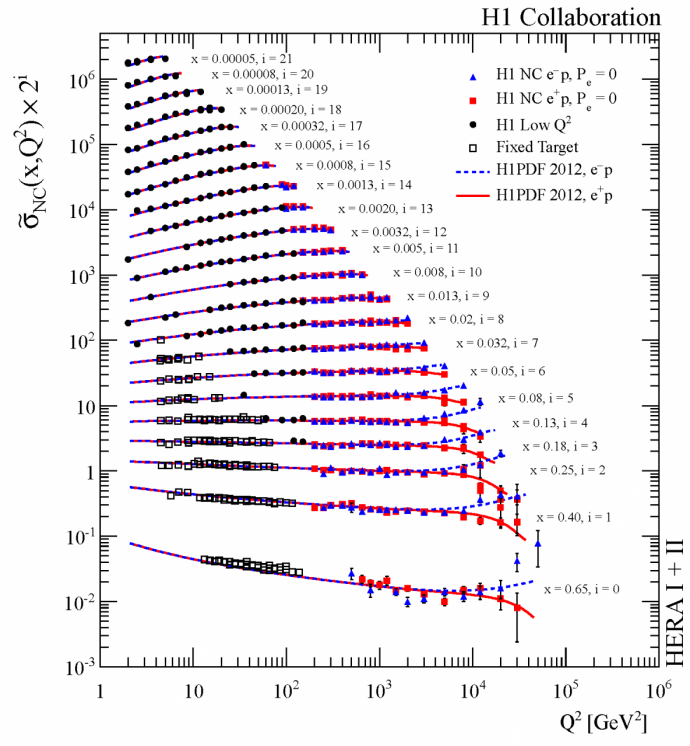 H1 Collaboration
H1 NC e⁻p, Pₑ = 0
H1 NC e⁺p, Pₑ = 0
H1 Low Q²
Fixed Target
H1PDF 2012, e⁻p
H1PDF 2012, e⁺p
x = 0.00005, i = 21
x = 0.00008, i = 20
x = 0.00013, i = 19
x = 0.00020, i = 18
x = 0.00032, i = 17
x = 0.0005, i = 16
x = 0.0008, i = 15
x = 0.0013, i = 14
x = 0.0020, i = 13
x = 0.0032, i = 12
x = 0.005, i = 11
x = 0.008, i = 10
x = 0.013, i = 9
x = 0.02, i = 8
x = 0.032, i = 7
x = 0.05, i = 6
x = 0.08, i = 5
x = 0.13, i = 4
x = 0.18, i = 3
x = 0.25, i = 2
x = 0.40, i = 1
x = 0.65, i = 0
σ̃_NC(x,Q²) × 2ⁱ
10⁶
10⁵
10⁴
10³
10²
10
1
10⁻¹
10⁻²
10⁻³
1
10
10²
10³
10⁴
10⁵
10⁶
Q² [GeV²]
HERA I + II